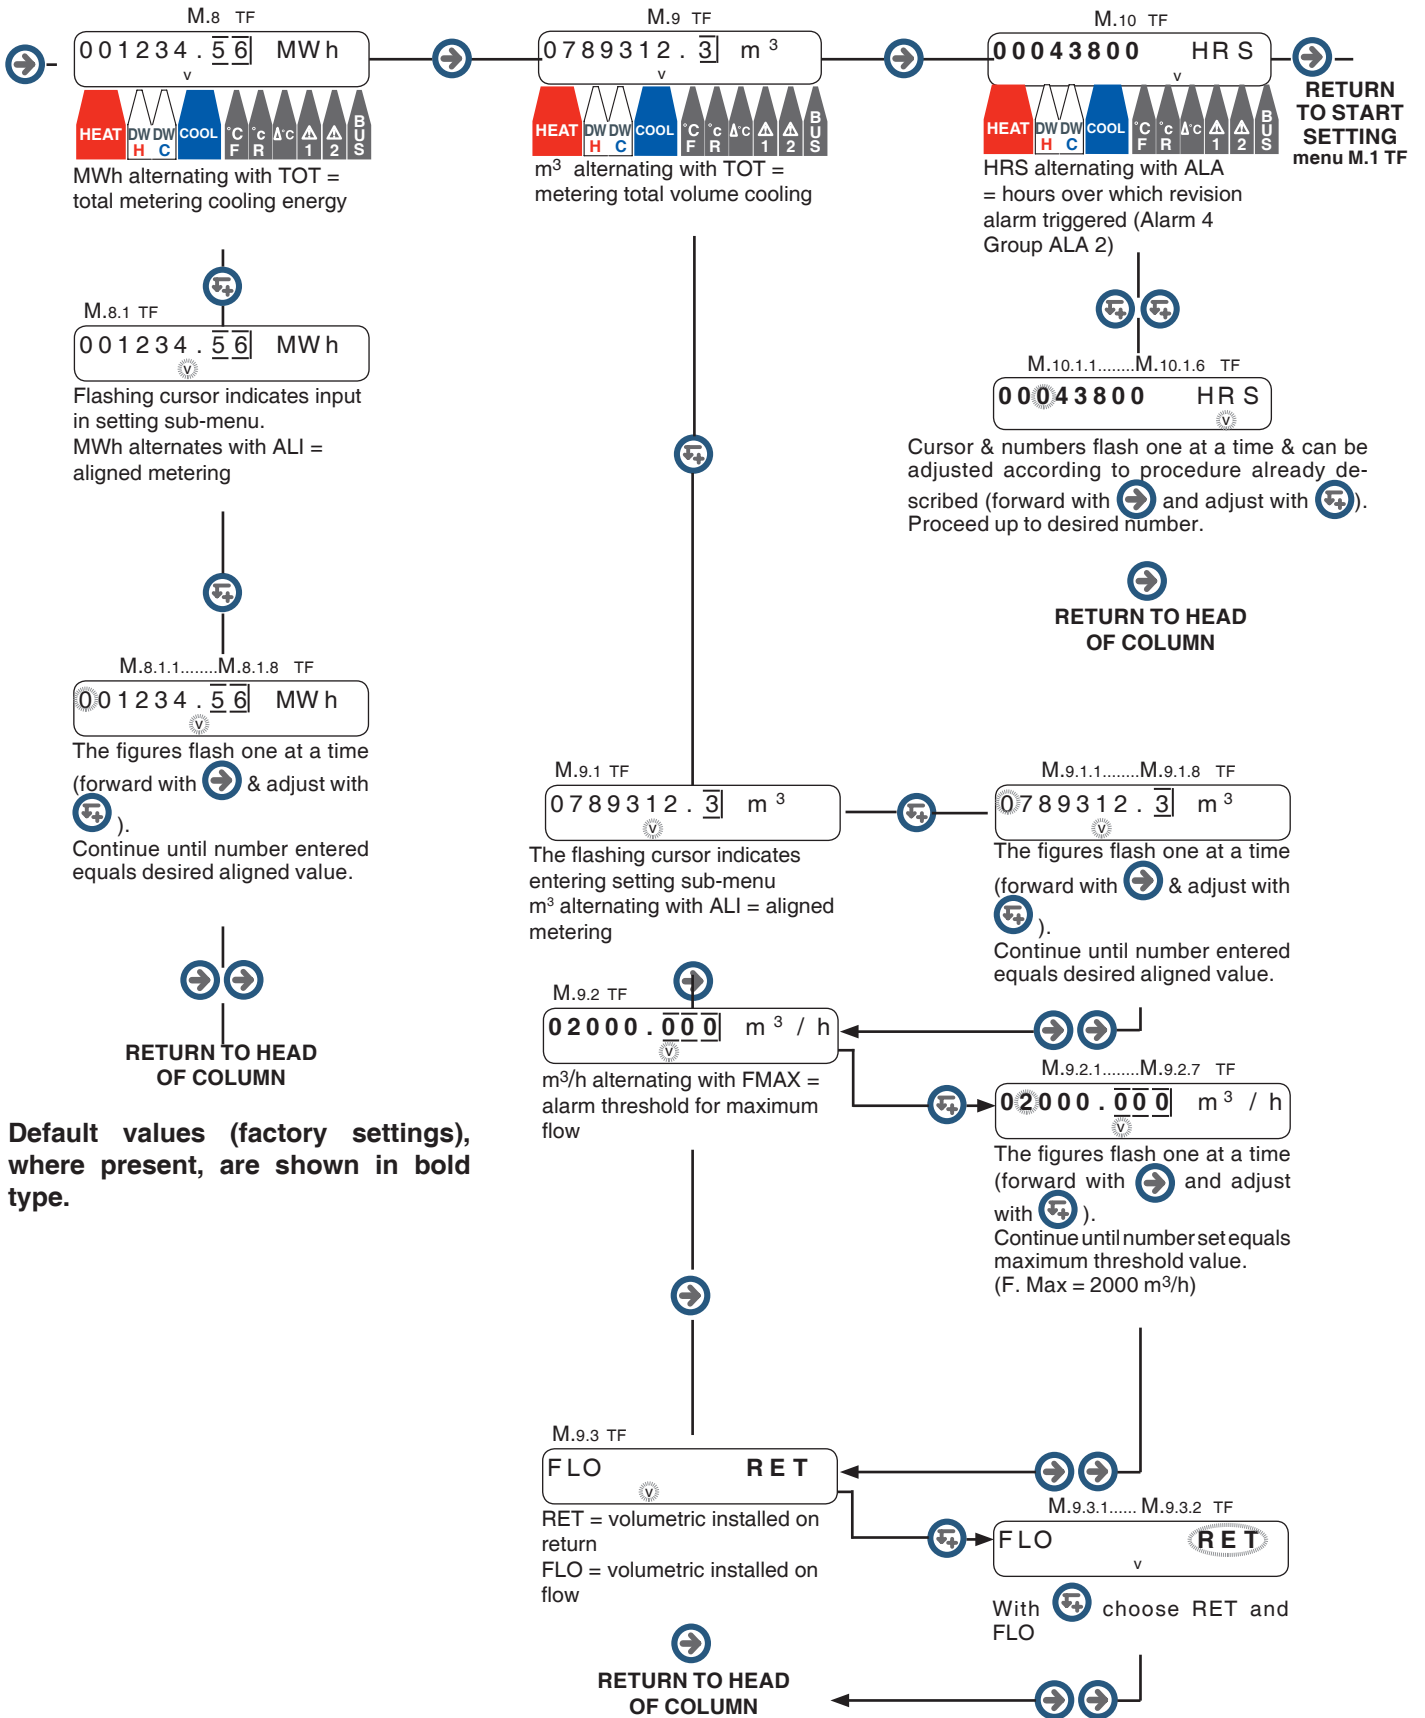 M.8 TF
001234.56 MWh
v
HEAT DW H DW C COOL °C F °c R Δ°C ⚠ 1 ⚠ 2 BUS
MWh alternating with TOT =
total metering cooling energy
M.8.1 TF
001234.56 MWh
v
Flashing cursor indicates input
in setting sub-menu.
MWh alternates with ALI =
aligned metering
M.8.1.1........M.8.1.8 TF
001234.56 MWh
v
The figures flash one at a time
(forward with & adjust with
).
Continue until number entered
equals desired aligned value.
RETURN TO HEAD
OF COLUMN
Default values (factory settings),
where present, are shown in bold
type.
M.9 TF
0789312.3 m³
v
HEAT DW H DW C COOL °C F °c R Δ°C ⚠ 1 ⚠ 2 BUS
m³ alternating with TOT =
metering total volume cooling
M.9.1 TF
0789312.3 m³
v
The flashing cursor indicates
entering setting sub-menu
m³ alternating with ALI = aligned
metering
M.9.1.1........M.9.1.8 TF
0789312.3 m³
v
The figures flash one at a time
(forward with & adjust with
).
Continue until number entered
equals desired aligned value.
M.9.2 TF
02000.000 m³/h
v
m³/h alternating with FMAX =
alarm threshold for maximum
flow
M.9.2.1........M.9.2.7 TF
02000.000 m³/h
v
The figures flash one at a time
(forward with and adjust
with ).
Continue until number set equals
maximum threshold value.
(F. Max = 2000 m³/h)
M.9.3 TF
FLO RET
v
RET = volumetric installed on
return
FLO = volumetric installed on
flow
M.9.3.1...... M.9.3.2 TF
FLO RET
v
With choose RET and
FLO
RETURN TO HEAD
OF COLUMN
M.10 TF
00043800 HRS
v
HEAT DW H DW C COOL °C F °c R Δ°C ⚠ 1 ⚠ 2 BUS
HRS alternating with ALA
= hours over which revision
alarm triggered (Alarm 4
Group ALA 2)
M.10.1.1........M.10.1.6 TF
00043800 HRS
v
Cursor & numbers flash one at a time & can be
adjusted according to procedure already de-
scribed (forward with and adjust with ).
Proceed up to desired number.
RETURN TO HEAD
OF COLUMN
RETURN
TO START
SETTING
menu M.1 TF